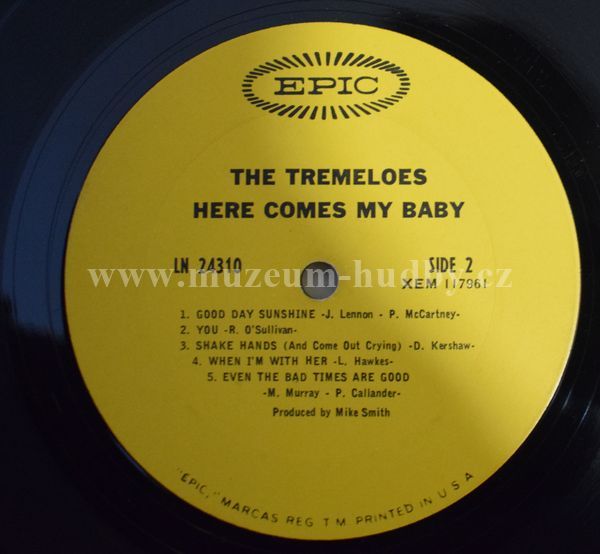 EPIC
THE TREMELOES
HERE COMES MY BABY
LN 24310 SIDE 2
www.muzeum-hudby.cz
XEM 117961
1. GOOD DAY SUNSHINE -J. Lennon - P. McCartney-
2. YOU -R. O'Sullivan-
3. SHAKE HANDS (And Come Out Crying) -D. Kershaw-
4. WHEN I'M WITH HER -L. Hawkes-
5. EVEN THE BAD TIMES ARE GOOD
-M. Murray - P. Callander-
Produced by Mike Smith
"EPIC," MARCAS REG T M. PRINTED IN U S A